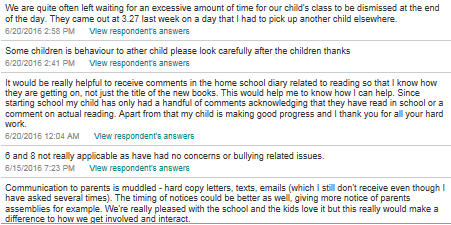 We are quite often left waiting for an excessive amount of time for our child's class to be dismissed at the end
of the day. They came out at 3.27 last week on a day that I had to pick up another child elsewhere.
6/20/2016 2:58 PM View respondent's answers
Some children is behaviour to ather child please look carefully after the children thanks
6/20/2016 2:41 PM View respondent's answers
It would be really helpful to receive comments in the home school diary related to reading so that I know how
they are getting on, not just the title of the new books. This would help me to know how I can help. Since
starting school my child has only had a handful of comments acknowledging that they have read in school or a
comment on actual reading. Apart from that my child is making good progress and I thank you for all your hard
work.
6/20/2016 12:04 AM View respondent's answers
6 and 8 not really applicable as have had no concerns or bullying related issues.
6/15/2016 7:23 PM View respondent's answers
Communication to parents is muddled - hard copy letters, texts, emails (which I still don't receive even though I
have asked several times). The timing of notices could be better as well, giving more notice of parents
assemblies for example. We're really pleased with the school and the kids love it but this really would make a
difference to how we get involved and interact.